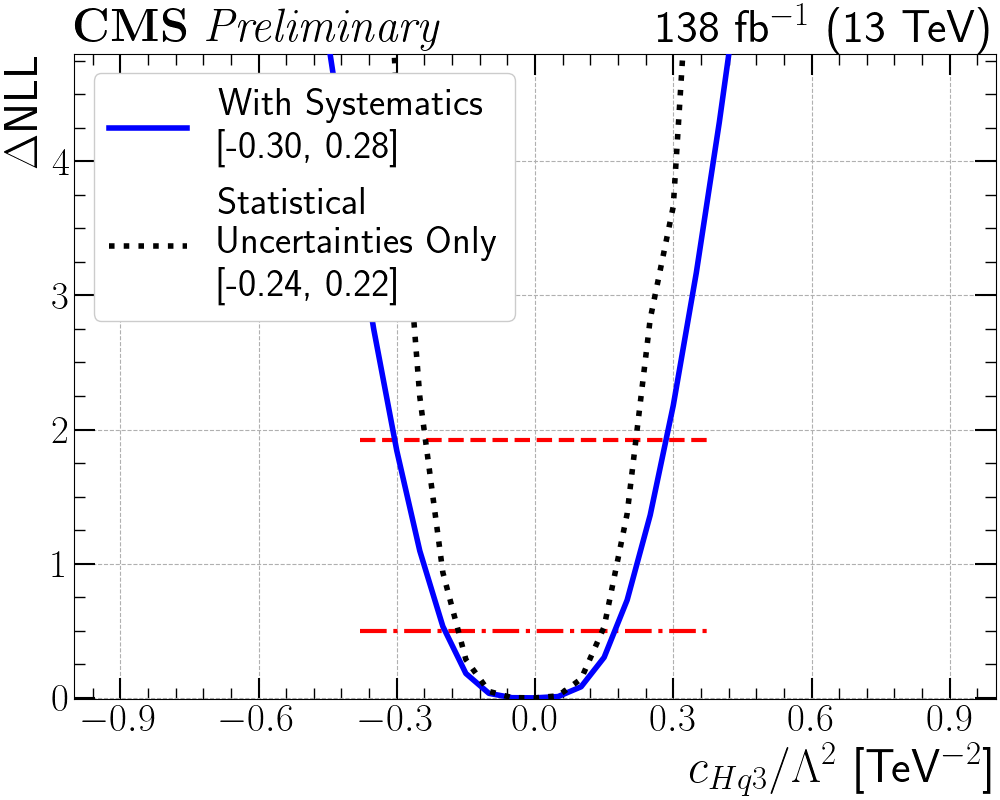 CMS Preliminary 138 fb⁻¹ (13 TeV)
ΔNLL
With Systematics
[-0.30, 0.28]
Statistical
Uncertainties Only
[-0.24, 0.22]
4
3
2
1
0
−0.9 −0.6 −0.3 0.0 0.3 0.6 0.9
c_{Hq3}/Λ² [TeV⁻²]